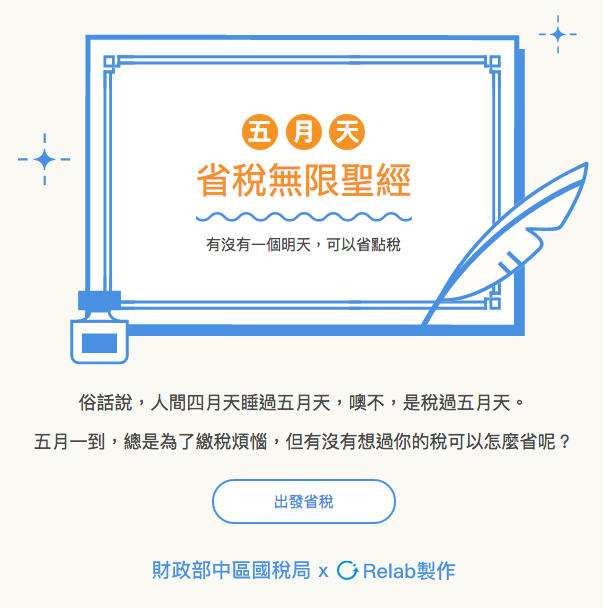 五月天
省稅無限聖經
有沒有一個明天，可以省點稅
俗話說，人間四月天睡過五月天，噢不，是稅過五月天。
五月一到，總是為了繳稅煩惱，但有沒有想過你的稅可以怎麼省呢？
出發省稅
財政部中區國稅局 x Relab製作